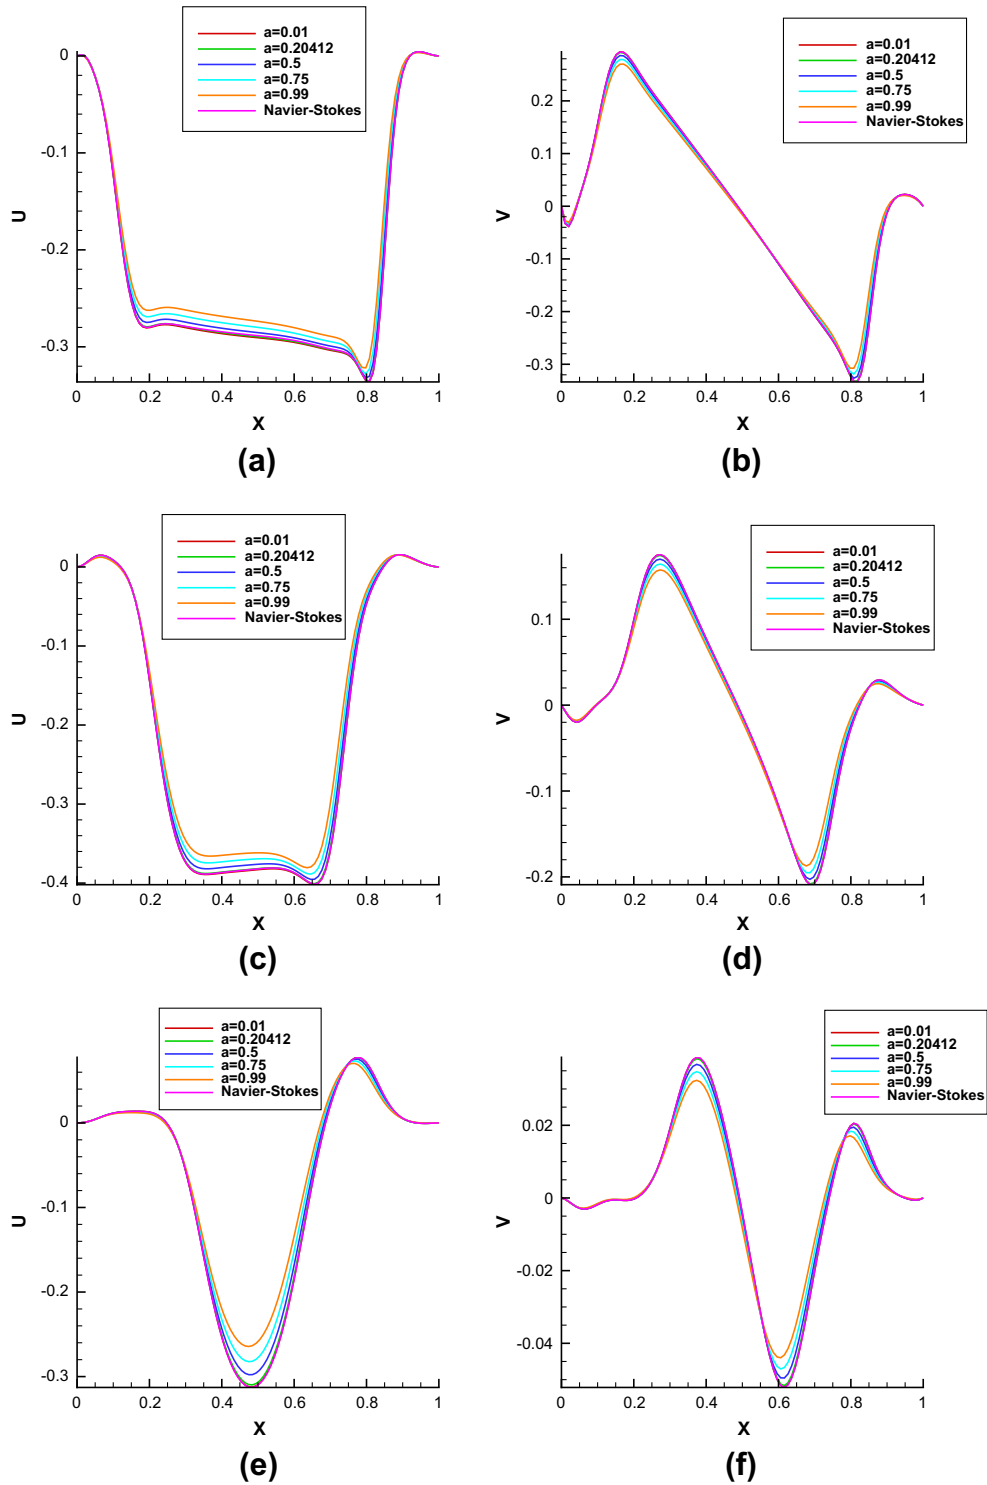 a=0.01
a=0.20412
a=0.5
a=0.75
a=0.99
Navier-Stokes
0
-0.1
-0.2
-0.3
U
0 0.2 0.4 0.6 0.8 1
X
(a)
a=0.01
a=0.20412
a=0.5
a=0.75
a=0.99
Navier-Stokes
0.2
0.1
0
-0.1
-0.2
-0.3
V
0 0.2 0.4 0.6 0.8 1
X
(b)
a=0.01
a=0.20412
a=0.5
a=0.75
a=0.99
Navier-Stokes
0
-0.1
-0.2
-0.3
-0.4
U
0 0.2 0.4 0.6 0.8 1
X
(c)
a=0.01
a=0.20412
a=0.5
a=0.75
a=0.99
Navier-Stokes
0.1
0
-0.1
-0.2
V
0 0.2 0.4 0.6 0.8 1
X
(d)
a=0.01
a=0.20412
a=0.5
a=0.75
a=0.99
Navier-Stokes
0
-0.1
-0.2
-0.3
U
0 0.2 0.4 0.6 0.8 1
X
(e)
a=0.01
a=0.20412
a=0.5
a=0.75
a=0.99
Navier-Stokes
0.02
0
-0.02
-0.04
V
0 0.2 0.4 0.6 0.8 1
X
(f)